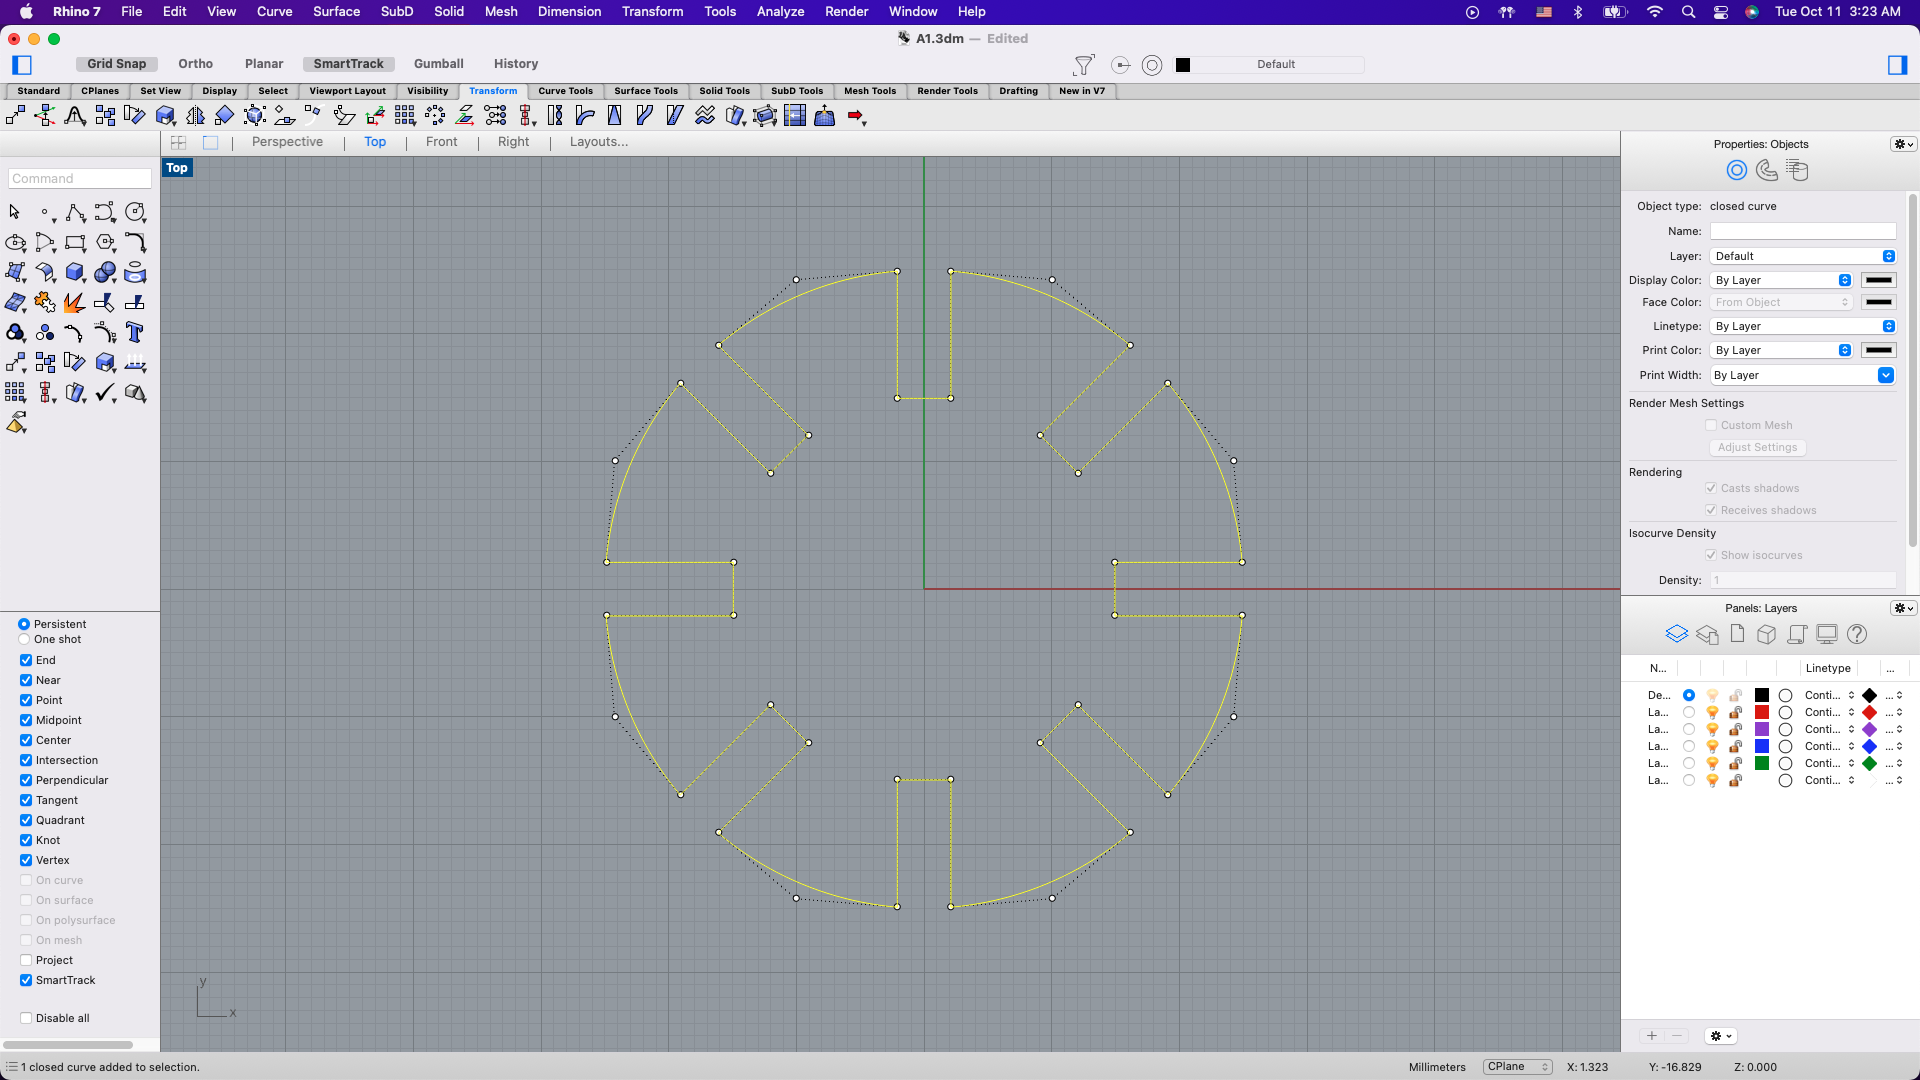 Rhino 7 File Edit View Curve Surface SubD Solid Mesh Dimension Transform Tools Analyze Render Window Help Tue Oct 11 3:23 AM
A1.3dm — Edited
Grid Snap Ortho Planar SmartTrack Gumball History Default
Standard CPlanes Set View Display Select Viewport Layout Visibility Transform Curve Tools Surface Tools Solid Tools SubD Tools Mesh Tools Render Tools Drafting New in V7
Perspective Top Front Right Layouts...
Top
Command
Persistent
One shot
End
Near
Point
Midpoint
Center
Intersection
Perpendicular
Tangent
Quadrant
Knot
Vertex
On curve
On surface
On polysurface
On mesh
Project
SmartTrack
Disable all
y
x
Properties: Objects
Object type: closed curve
Name:
Layer: Default
Display Color: By Layer
Face Color: From Object
Linetype: By Layer
Print Color: By Layer
Print Width: By Layer
Render Mesh Settings
Custom Mesh
Adjust Settings
Rendering
Casts shadows
Receives shadows
Isocurve Density
Show isocurves
Density: 1
Panels: Layers
N... Linetype ...
De... Conti... ...
La... Conti... ...
La... Conti... ...
La... Conti... ...
La... Conti... ...
La... Conti... ...
1 closed curve added to selection. Millimeters CPlane X: 1.323 Y: -16.829 Z: 0.000